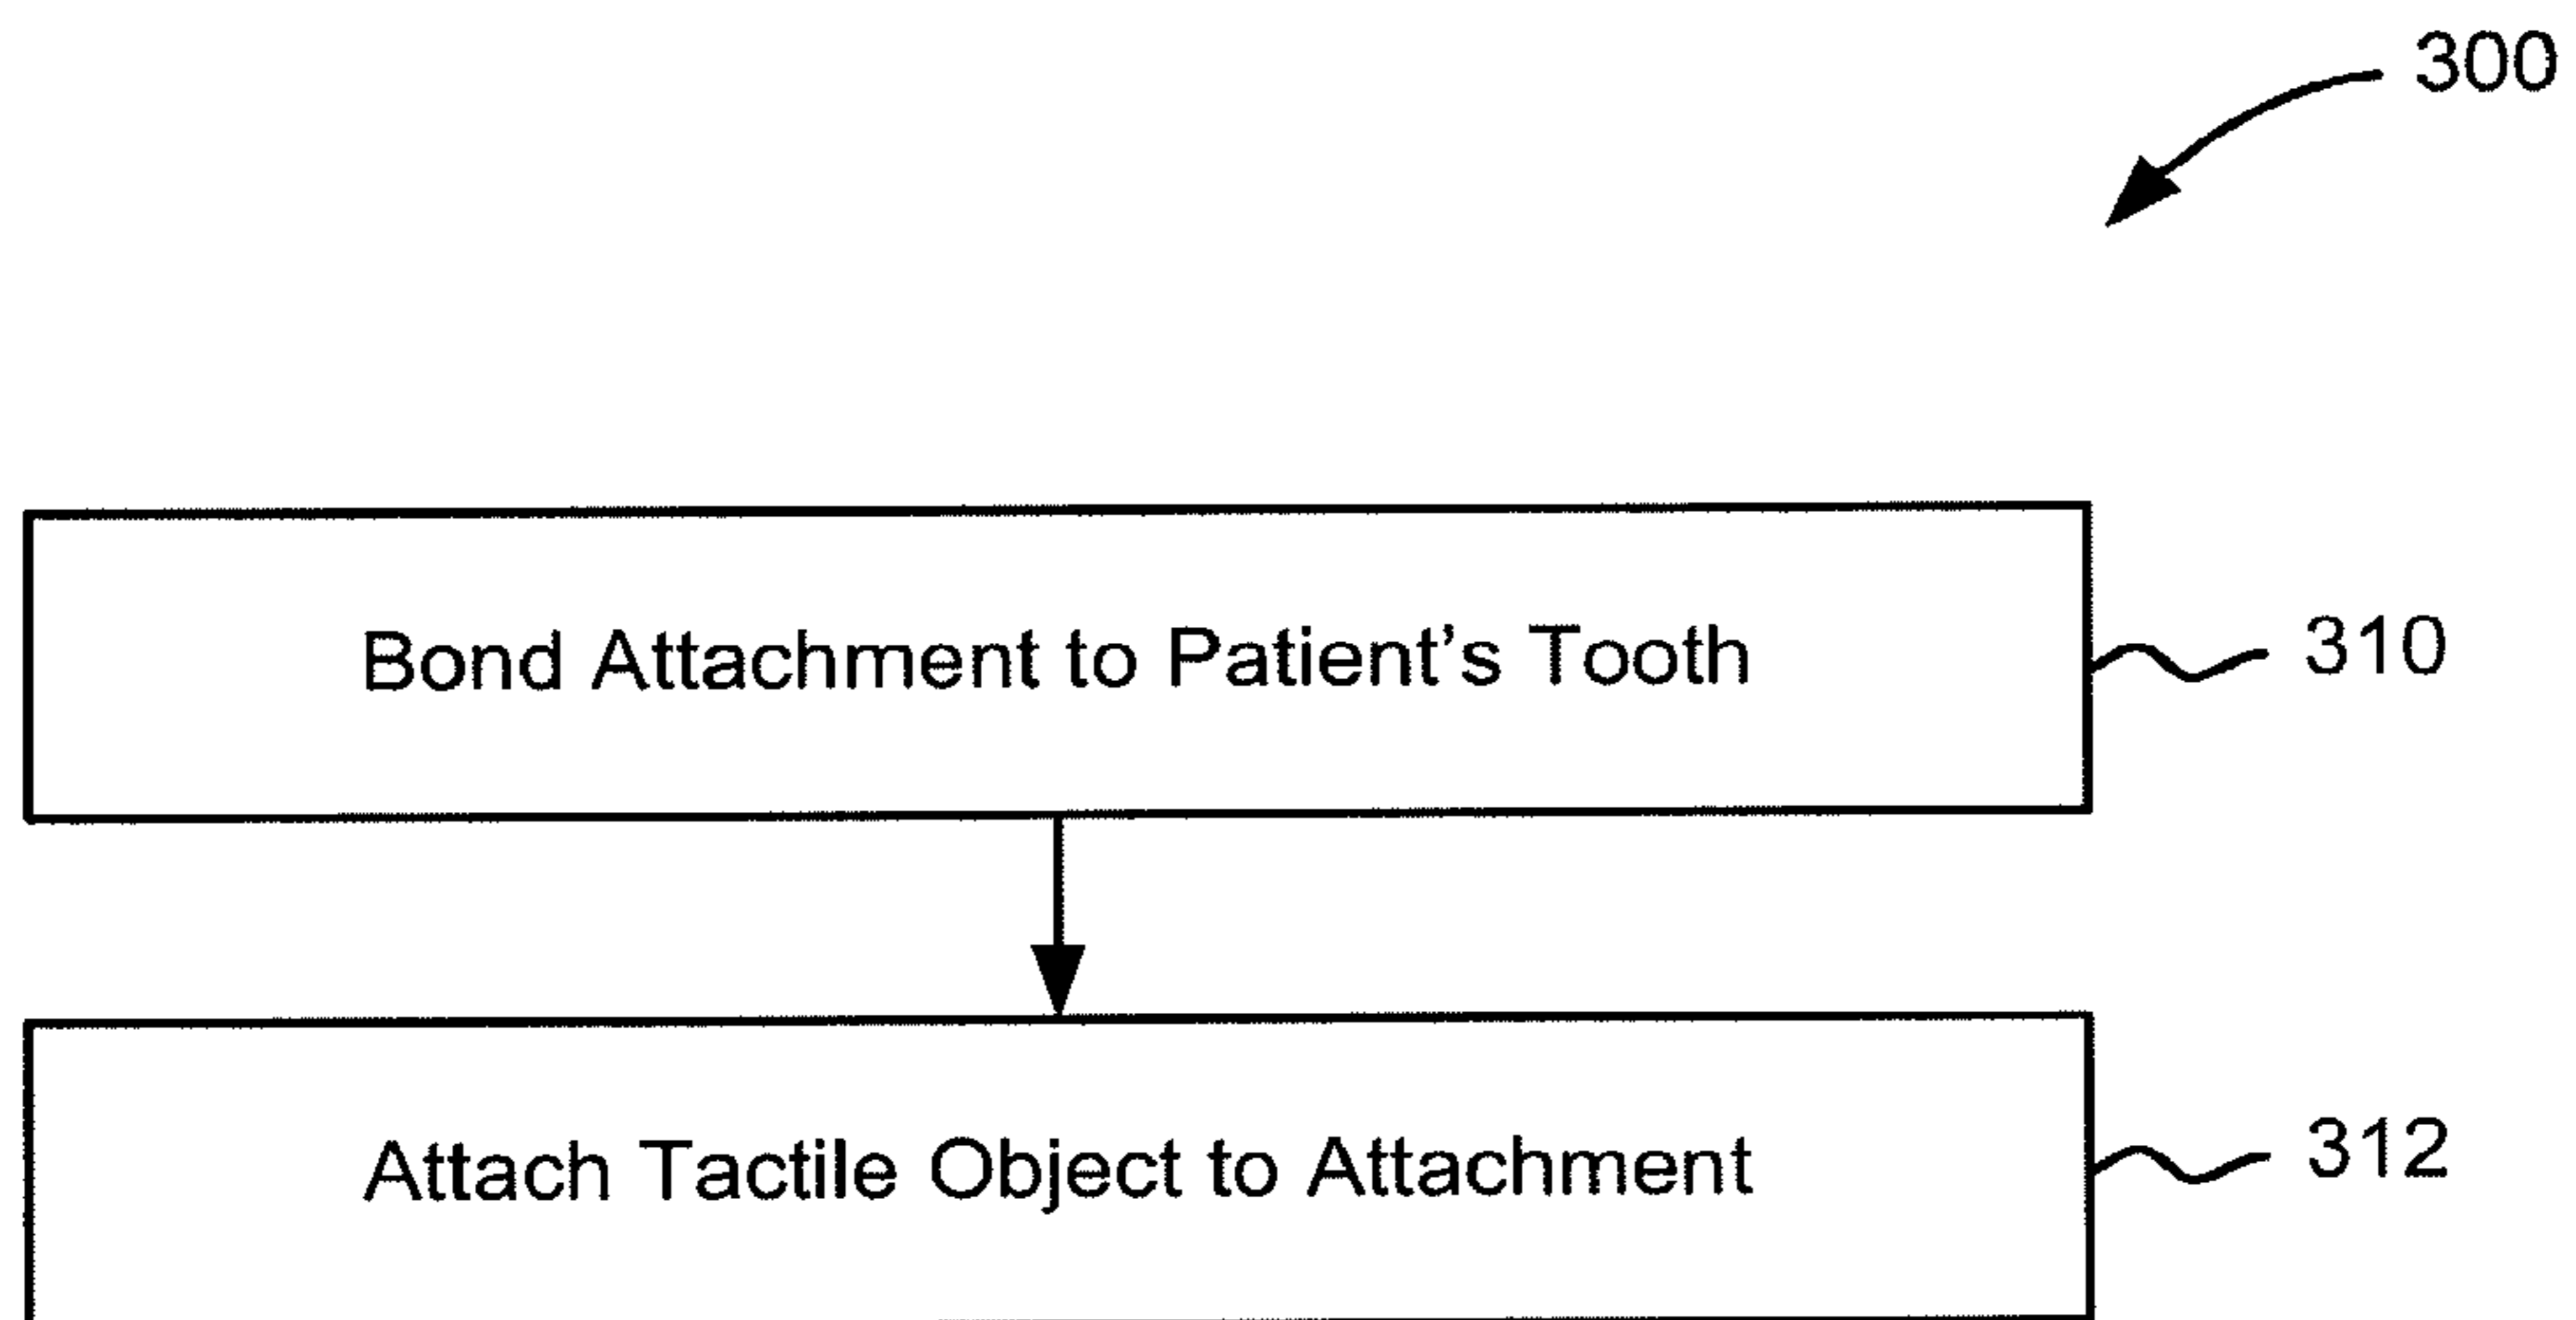 300
Bond Attachment to Patient’s Tooth
310
Attach Tactile Object to Attachment
312